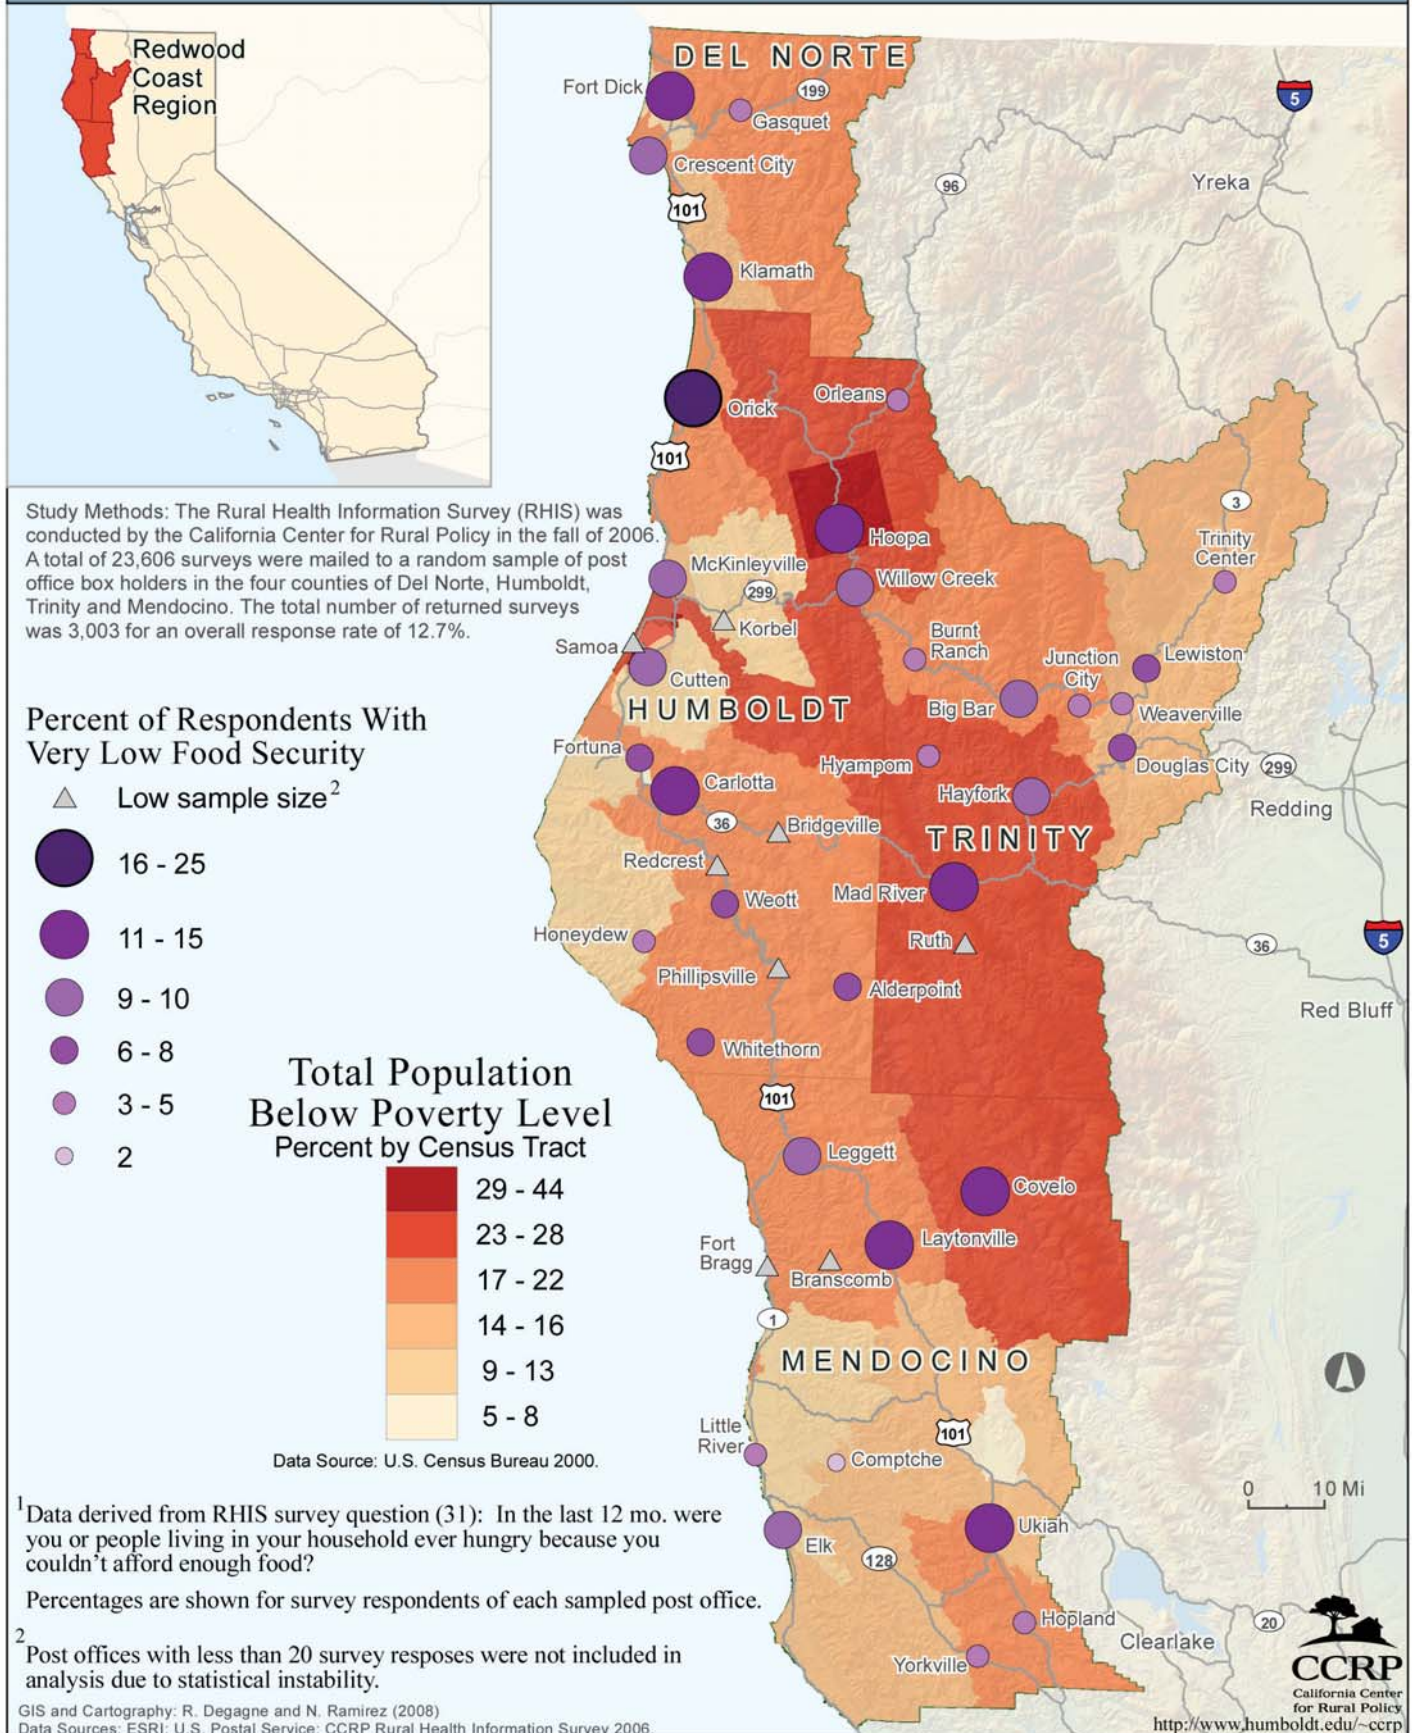 Redwood
Coast
Region
DEL NORTE
Fort Dick
199
Gasquet
Crescent City
101
Klamath
5
96
Yreka
Orick
Orleans
101
3
Trinity
Center
Hoopa
McKinleyville
Willow Creek
299
Korbel
Samoa
Cutten
Burnt
Ranch
Junction
City
Lewiston
HUMBOLDT
Big Bar
Weaverville
Fortuna
Hyampom
Douglas City
299
Carlotta
Hayfork
Redding
36
Bridgeville
TRINITY
Redcrest
Mad River
Weott
Honeydew
Ruth
36
5
Phillipsville
Alderpoint
Red Bluff
Whitethorn
101
Leggett
Covelo
Fort
Bragg
Laytonville
Branscomb
1
MENDOCINO
Little
River
101
Comptche
Elk
Ukiah
128
Hopland
Yorkville
Clearlake
20
0 10 Mi
Study Methods: The Rural Health Information Survey (RHIS) was
conducted by the California Center for Rural Policy in the fall of 2006.
A total of 23,606 surveys were mailed to a random sample of post
office box holders in the four counties of Del Norte, Humboldt,
Trinity and Mendocino. The total number of returned surveys
was 3,003 for an overall response rate of 12.7%.
Percent of Respondents With
Very Low Food Security
Low sample size2
16 - 25
11 - 15
9 - 10
6 - 8
3 - 5
2
Total Population
Below Poverty Level
Percent by Census Tract
29 - 44
23 - 28
17 - 22
14 - 16
9 - 13
5 - 8
Data Source: U.S. Census Bureau 2000.
1Data derived from RHIS survey question (31): In the last 12 mo. were
you or people living in your household ever hungry because you
couldn't afford enough food?
Percentages are shown for survey respondents of each sampled post office.
2Post offices with less than 20 survey resposes were not included in
analysis due to statistical instability.
GIS and Cartography: R. Degagne and N. Ramirez (2008)
Data Sources: ESRI; U.S. Postal Service; CCRP Rural Health Information Survey 2006
CCRP
California Center
for Rural Policy
http://www.humboldt.edu/~ccrp